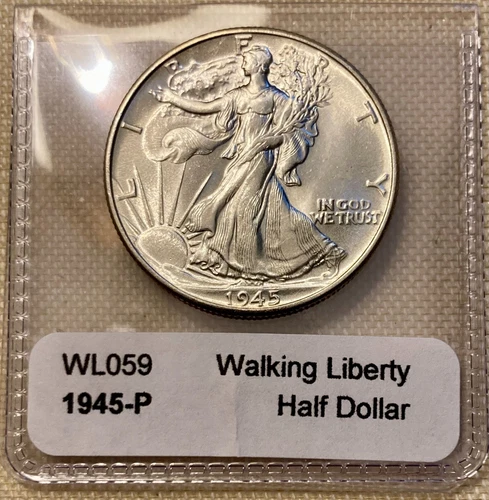 LIBERTY
IN GOD
WE TRUST
1945
WL059 Walking Liberty
1945-P Half Dollar